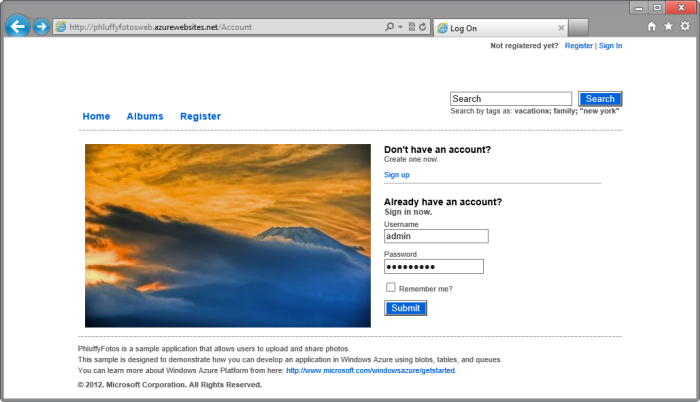 http://phluffyfotosweb.azurewebsites.net/Account
Log On
Not registered yet? Register | Sign In
Search
Search
Search by tags as: vacations; family; "new york"
Home Albums Register
Don't have an account?
Create one now.
Sign up
Already have an account?
Sign in now.
Username
admin
Password
Remember me?
Submit
PhluffyFotos is a sample application that allows users to upload and share photos.
This sample is designed to demonstrate how you can develop an application in Windows Azure using blobs, tables, and queues.
You can learn more about Windows Azure Platform from here: http://www.microsoft.com/windowsazure/getstarted.
© 2012. Microsoft Corporation. All Rights Reserved.